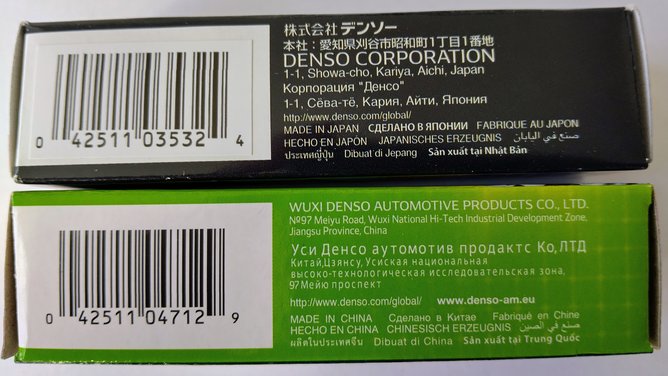 株式会社 デンソー
本社：愛知県刈谷市昭和町1丁目1番地
DENSO CORPORATION
1-1, Showa-cho, Kariya, Aichi, Japan
Корпорация "Денсо"
1-1, Сёва-тё, Кария, Айти, Япония
http://www.denso.com/global/
MADE IN JAPAN СДЕЛАНО В ЯПОНИИ FABRIQUÉ AU JAPON
HECHO EN JAPÓN JAPANISCHES ERZEUGNIS صنع في اليابان
ประเทศญี่ปุ่น Dibuat di Jepang Sản xuất tại Nhật Bản
0 42511 03532 4
WUXI DENSO AUTOMOTIVE PRODUCTS CO., LTD.
№97 Meiyu Road, Wuxi National Hi-Tech Industrial Development Zone.
Jiangsu Province, China
Уси Денсо аутомотив продактс Ко,ЛТД
Китай,Цзянсу, Усиская национальная
высоко-технологическая исследовательская зона,
97 Мейю проспект
http://www.denso.com/global/ www.denso-am.eu
MADE IN CHINA Сделано в Китае Fabriqué en Chine
HECHO EN CHINA CHINESISCH ERZEUGNIS صنع في الصين
ผลิตในประเทศจีน Dibuat di China Sản xuất tại Trung Quốc
0 42511 04712 9